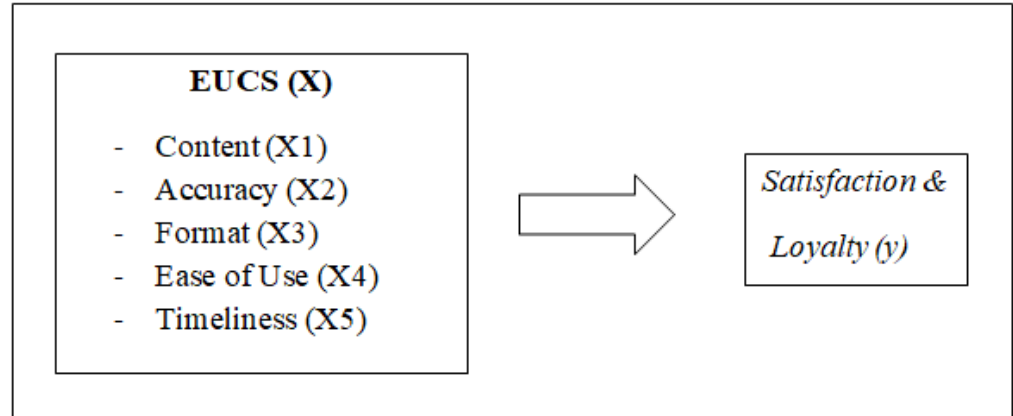 EUCS (X)
- Content (X1)
- Accuracy (X2)
- Format (X3)
- Ease of Use (X4)
- Timeliness (X5)
Satisfaction &
Loyalty (y)